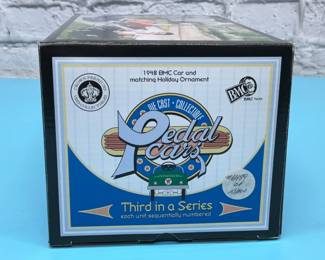 1948 BMC Car and
matching Holiday Ornament
BMC
DIE CAST • COLLECTIBLE
Pedal
Cars
Third in a Series
each unit sequentially numbered